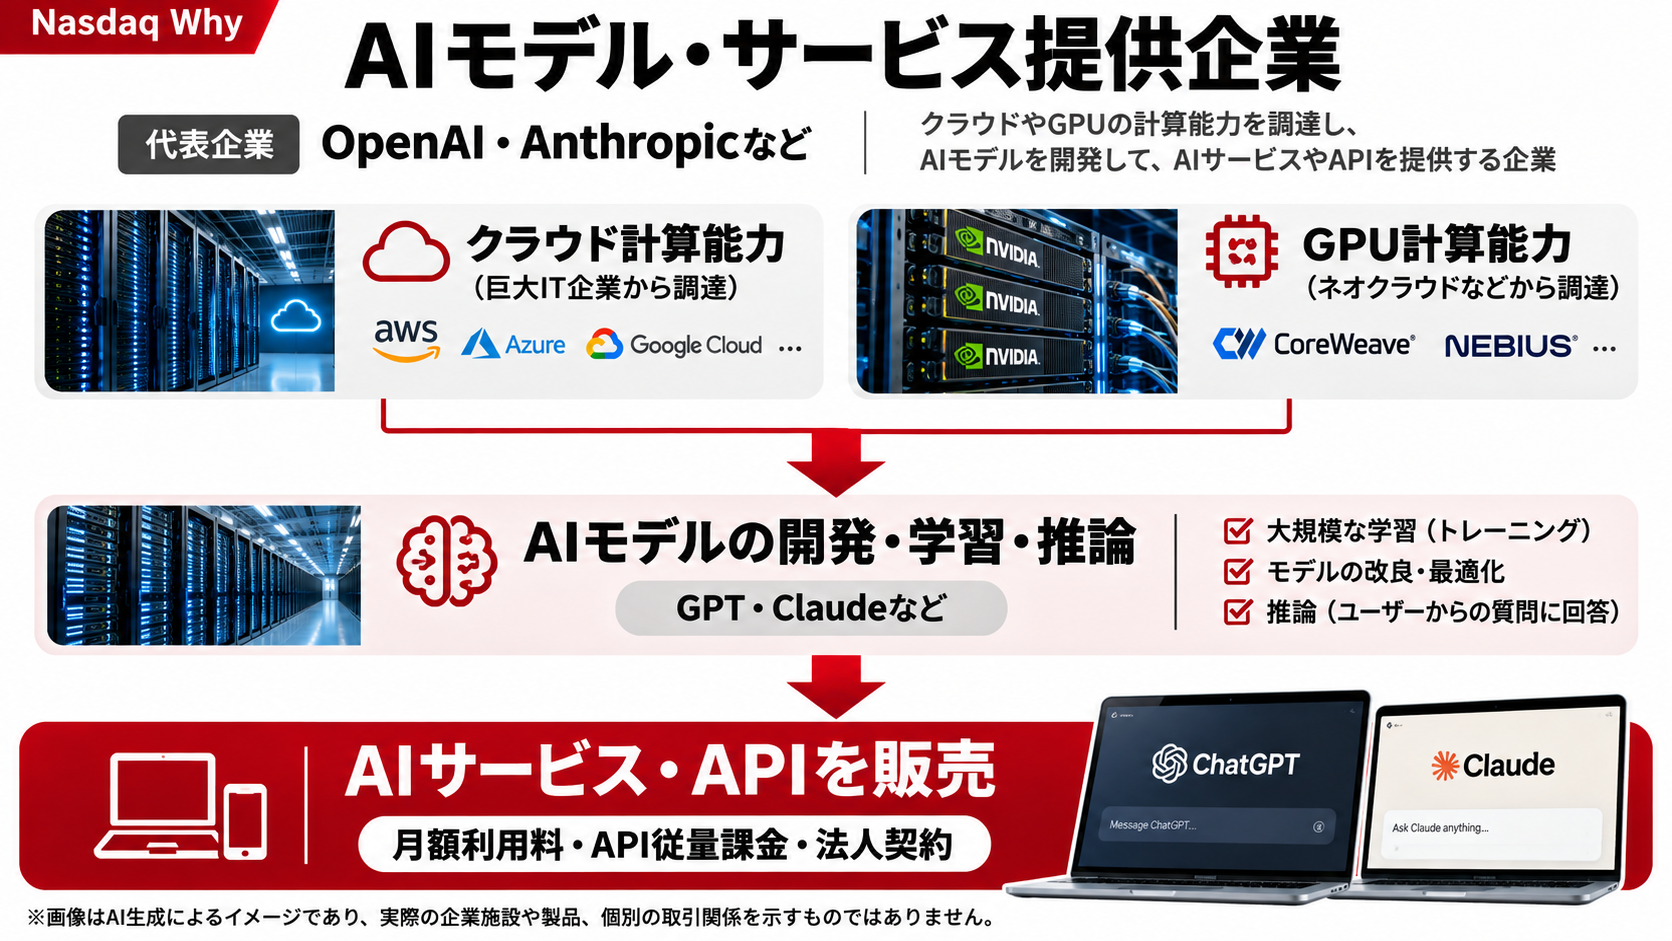 Nasdaq Why
AIモデル・サービス提供企業
代表企業
OpenAI・Anthropicなど
クラウドやGPUの計算能力を調達し、
AIモデルを開発して、AIサービスやAPIを提供する企業
クラウド計算能力
（巨大IT企業から調達）
aws
Azure
Google Cloud
…
NVIDIA.
NVIDIA.
NVIDIA.
GPU計算能力
（ネオクラウドなどから調達）
CoreWeave®
NEBIUS®
…
AIモデルの開発・学習・推論
GPT・Claudeなど
大規模な学習（トレーニング）
モデルの改良・最適化
推論（ユーザーからの質問に回答）
AIサービス・APIを販売
月額利用料・API従量課金・法人契約
ChatGPT
Message ChatGPT...
Claude
Ask Claude anything...
※画像はAI生成によるイメージであり、実際の企業施設や製品、個別の取引関係を示すものではありません。